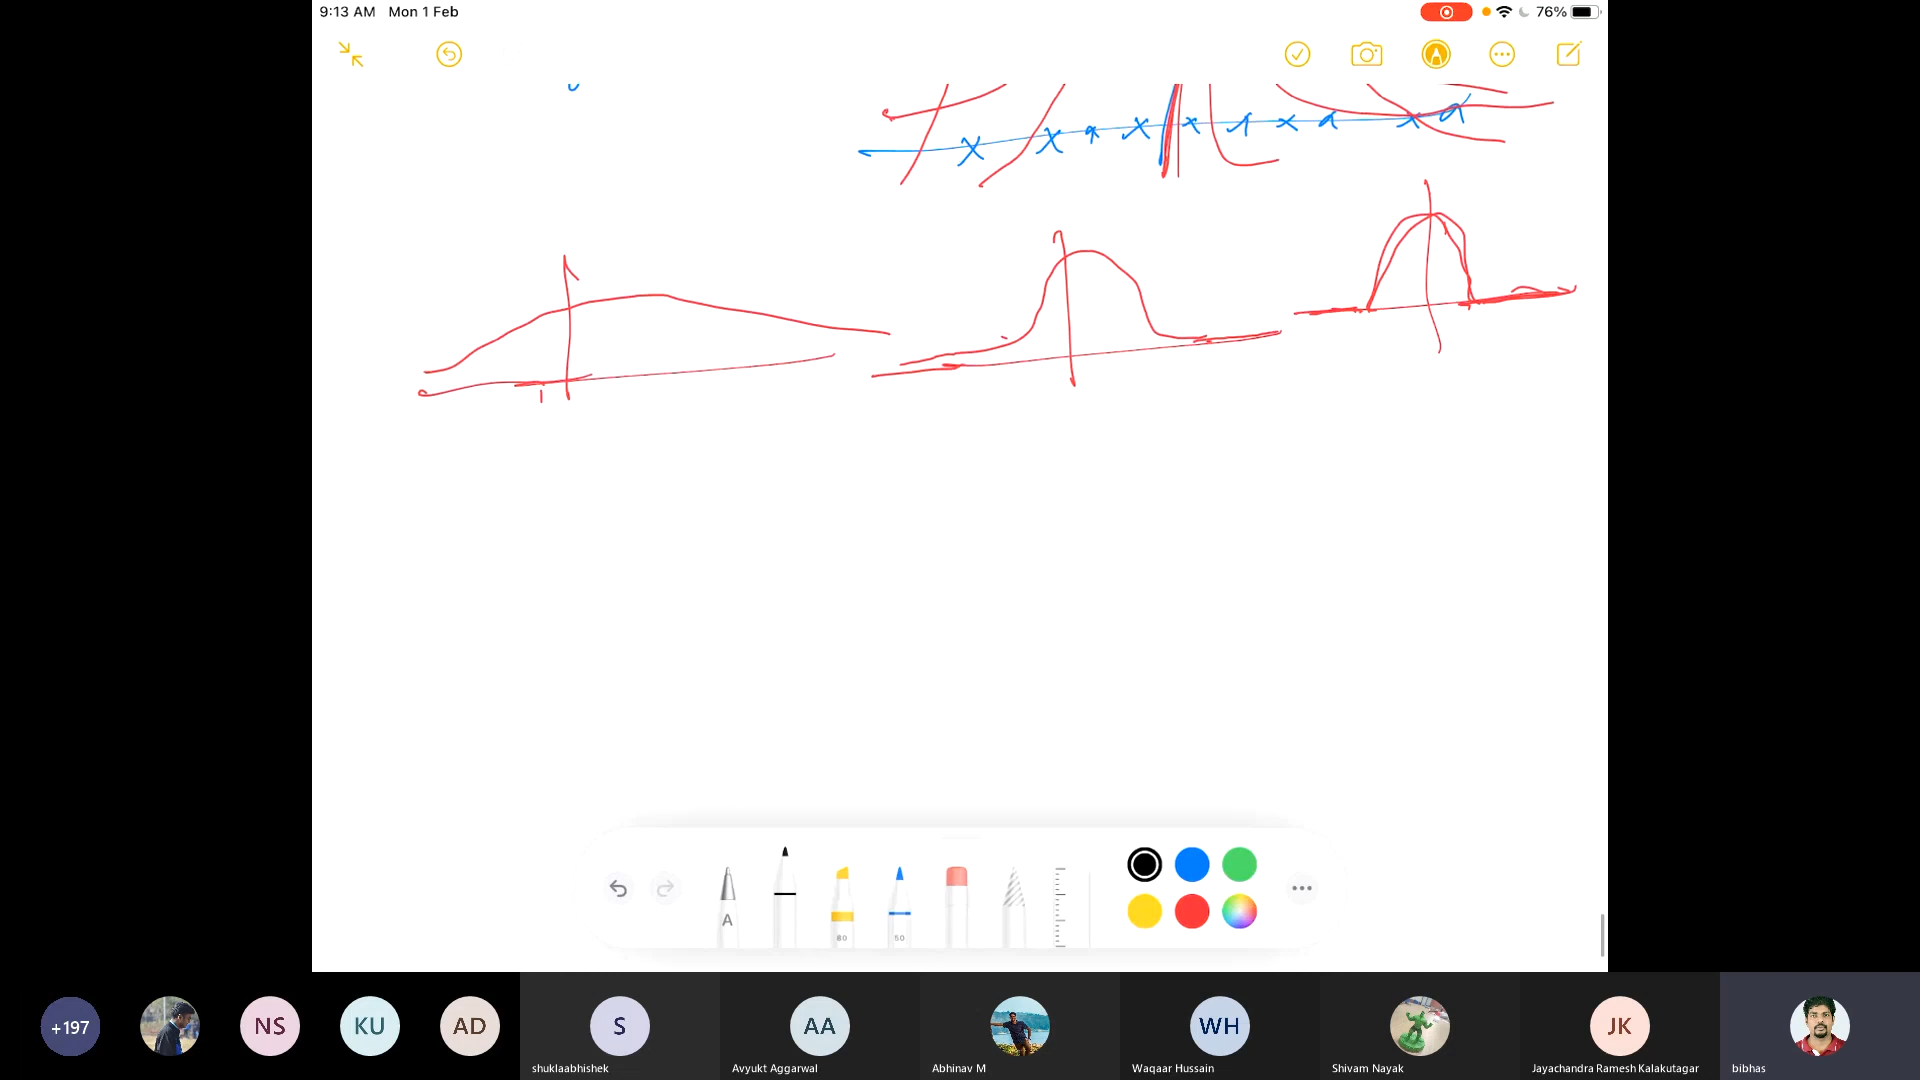 9:13 AM Mon 1 Feb
76%
x x x x x x x x x x
A
80
50
+197
NS
KU
AD
S
AA
WH
JK
shuklaabhishek
Avyukt Aggarwal
Abhinav M
Waqaar Hussain
Shivam Nayak
Jayachandra Ramesh Kalakutagar
bibhas